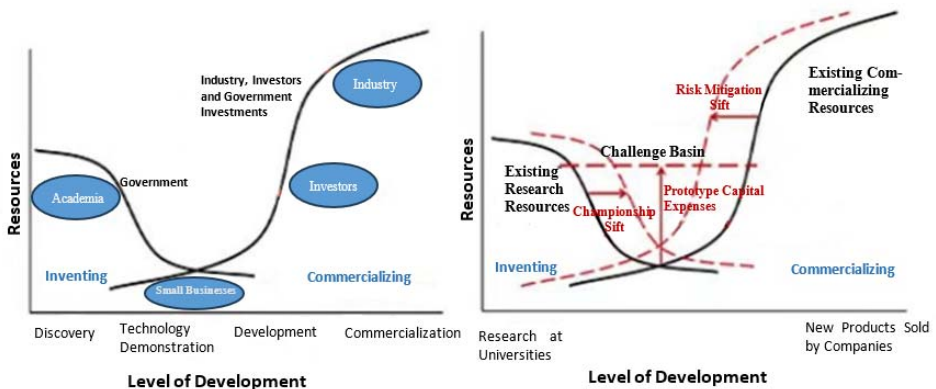 Resources
Industry, Investors
and Government
Investments
Industry
Government
Academia
Investors
Inventing
Small Businesses
Commercializing
Discovery
Technology
Demonstration
Development
Commercialization
Level of Development
Resources
Risk Mitigation
Sift
Existing Com-
mercializing
Resources
Challenge Basin
Existing
Research
Resources
Prototype Capital
Expenses
Championship
Sift
Inventing
Commercializing
Research at
Universities
New Products Sold
by Companies
Level of Development